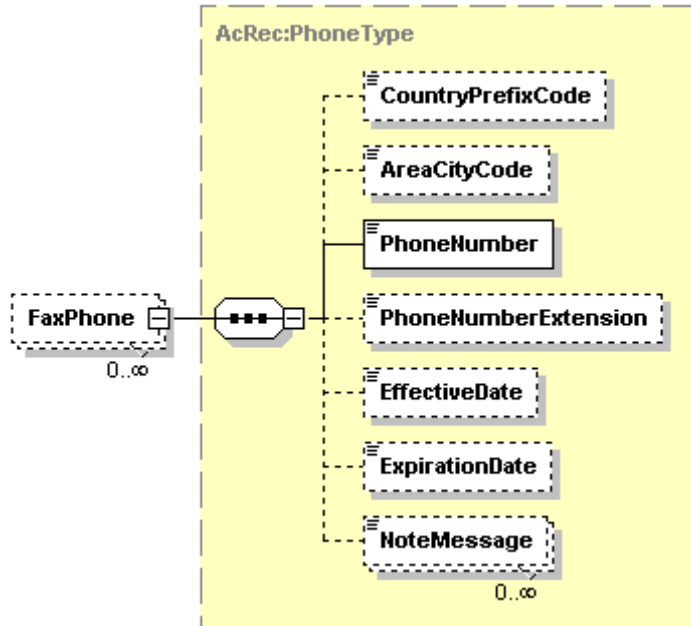 AcRec:PhoneType
CountryPrefixCode
AreaCityCode
PhoneNumber
FaxPhone
0..∞
PhoneNumberExtension
EffectiveDate
ExpirationDate
NoteMessage
0..∞